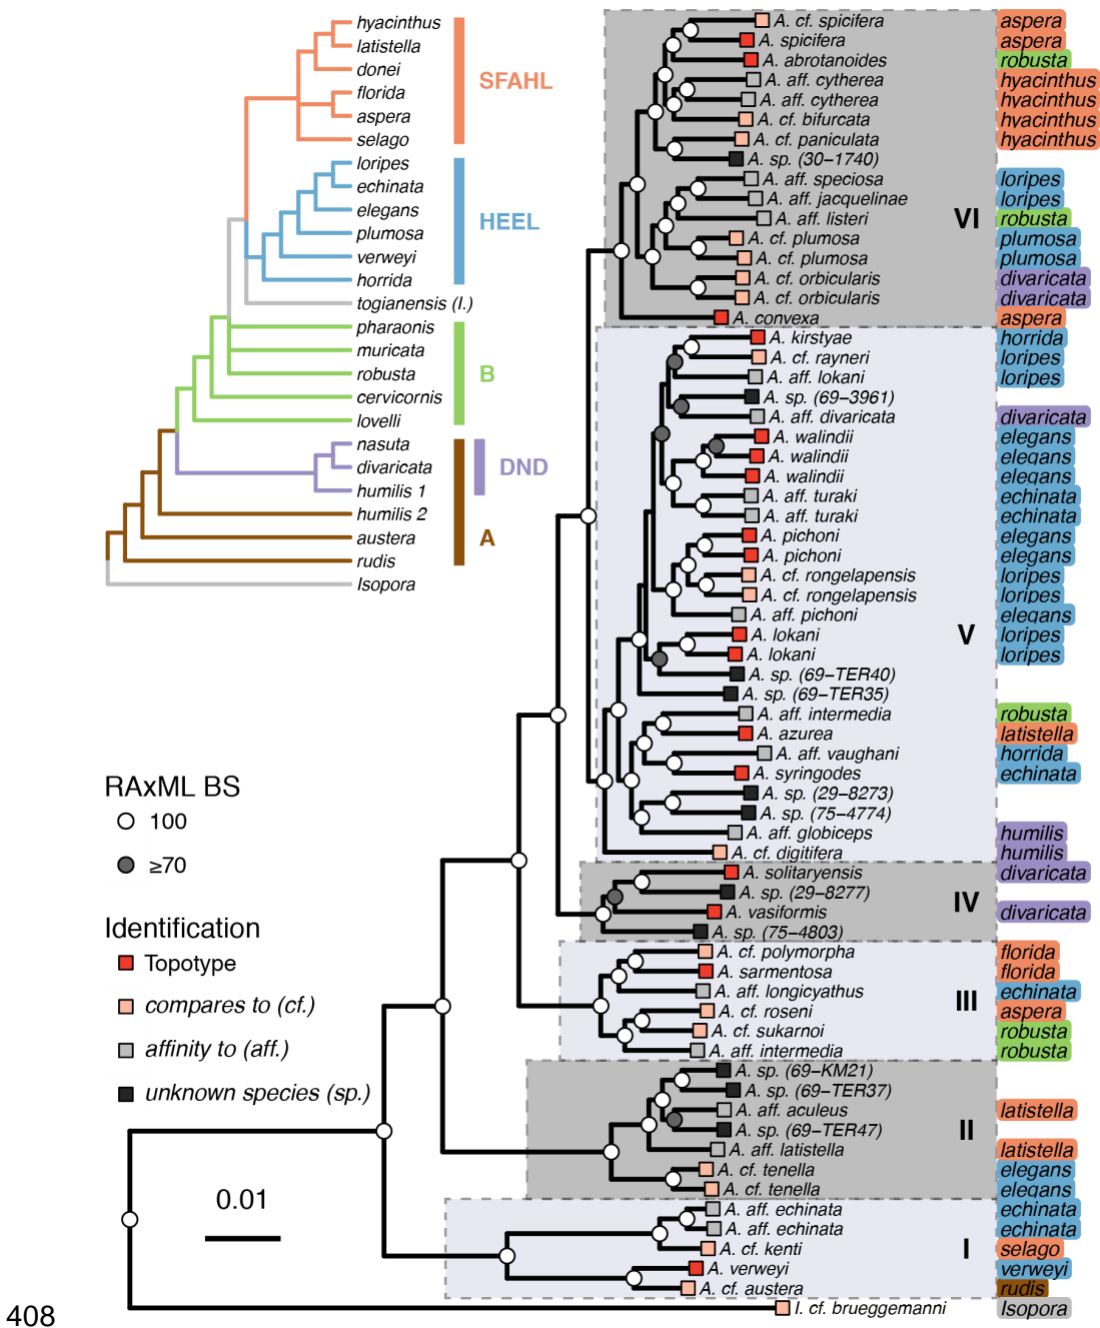 hyacinthus
latistella
donei
florida
aspera
selago
SFAHL
loripes
echinata
elegans
plumosa
verweyi
horrida
HEEL
togianensis (I.)
pharaonis
muricata
robusta
cervicornis
lovelli
B
nasuta
divaricata
humilis 1
DND
humilis 2
austera
rudis
A
Isopora
RAxML BS
100
≥70
Identification
Topotype
compares to (cf.)
affinity to (aff.)
unknown species (sp.)
0.01
A. cf. spicifera aspera
A. spicifera aspera
A. abrotanoides robusta
A. aff. cytherea hyacinthus
A. aff. cytherea hyacinthus
A. cf. bifurcata hyacinthus
A. cf. paniculata hyacinthus
A. sp. (30–1740)
A. aff. speciosa loripes
A. aff. jacquelinae loripes
A. aff. listeri robusta
VI
A. cf. plumosa plumosa
A. cf. plumosa plumosa
A. cf. orbicularis divaricata
A. cf. orbicularis divaricata
A. convexa aspera
A. kirstyae horrida
A. cf. rayneri loripes
A. aff. lokani loripes
A. sp. (69–3961)
A. aff. divaricata divaricata
A. walindii elegans
A. walindii elegans
A. walindii elegans
A. aff. turaki echinata
A. aff. turaki echinata
A. pichoni elegans
A. pichoni elegans
A. cf. rongelapensis loripes
A. cf. rongelapensis loripes
A. aff. pichoni elegans
A. lokani loripes
V
A. lokani loripes
A. sp. (69–TER40)
A. sp. (69–TER35)
A. aff. intermedia robusta
A. azurea latistella
A. aff. vaughani horrida
A. syringodes echinata
A. sp. (29–8273)
A. sp. (75–4774)
A. aff. globiceps humilis
A. cf. digitifera humilis
A. solitaryensis divaricata
A. sp. (29–8277)
IV
A. vasiformis divaricata
A. sp. (75–4803)
A. cf. polymorpha florida
A. sarmentosa florida
A. aff. longicyathus echinata
III
A. cf. roseni aspera
A. cf. sukarnoi robusta
A. aff. intermedia robusta
A. sp. (69–KM21)
A. sp. (69–TER37)
A. aff. aculeus latistella
A. sp. (69–TER47)
II
A. aff. latistella latistella
A. cf. tenella elegans
A. cf. tenella elegans
A. aff. echinata echinata
A. aff. echinata echinata
A. cf. kenti selago
I
A. verweyi verweyi
A. cf. austera rudis
I. cf. brueggemanni Isopora
408